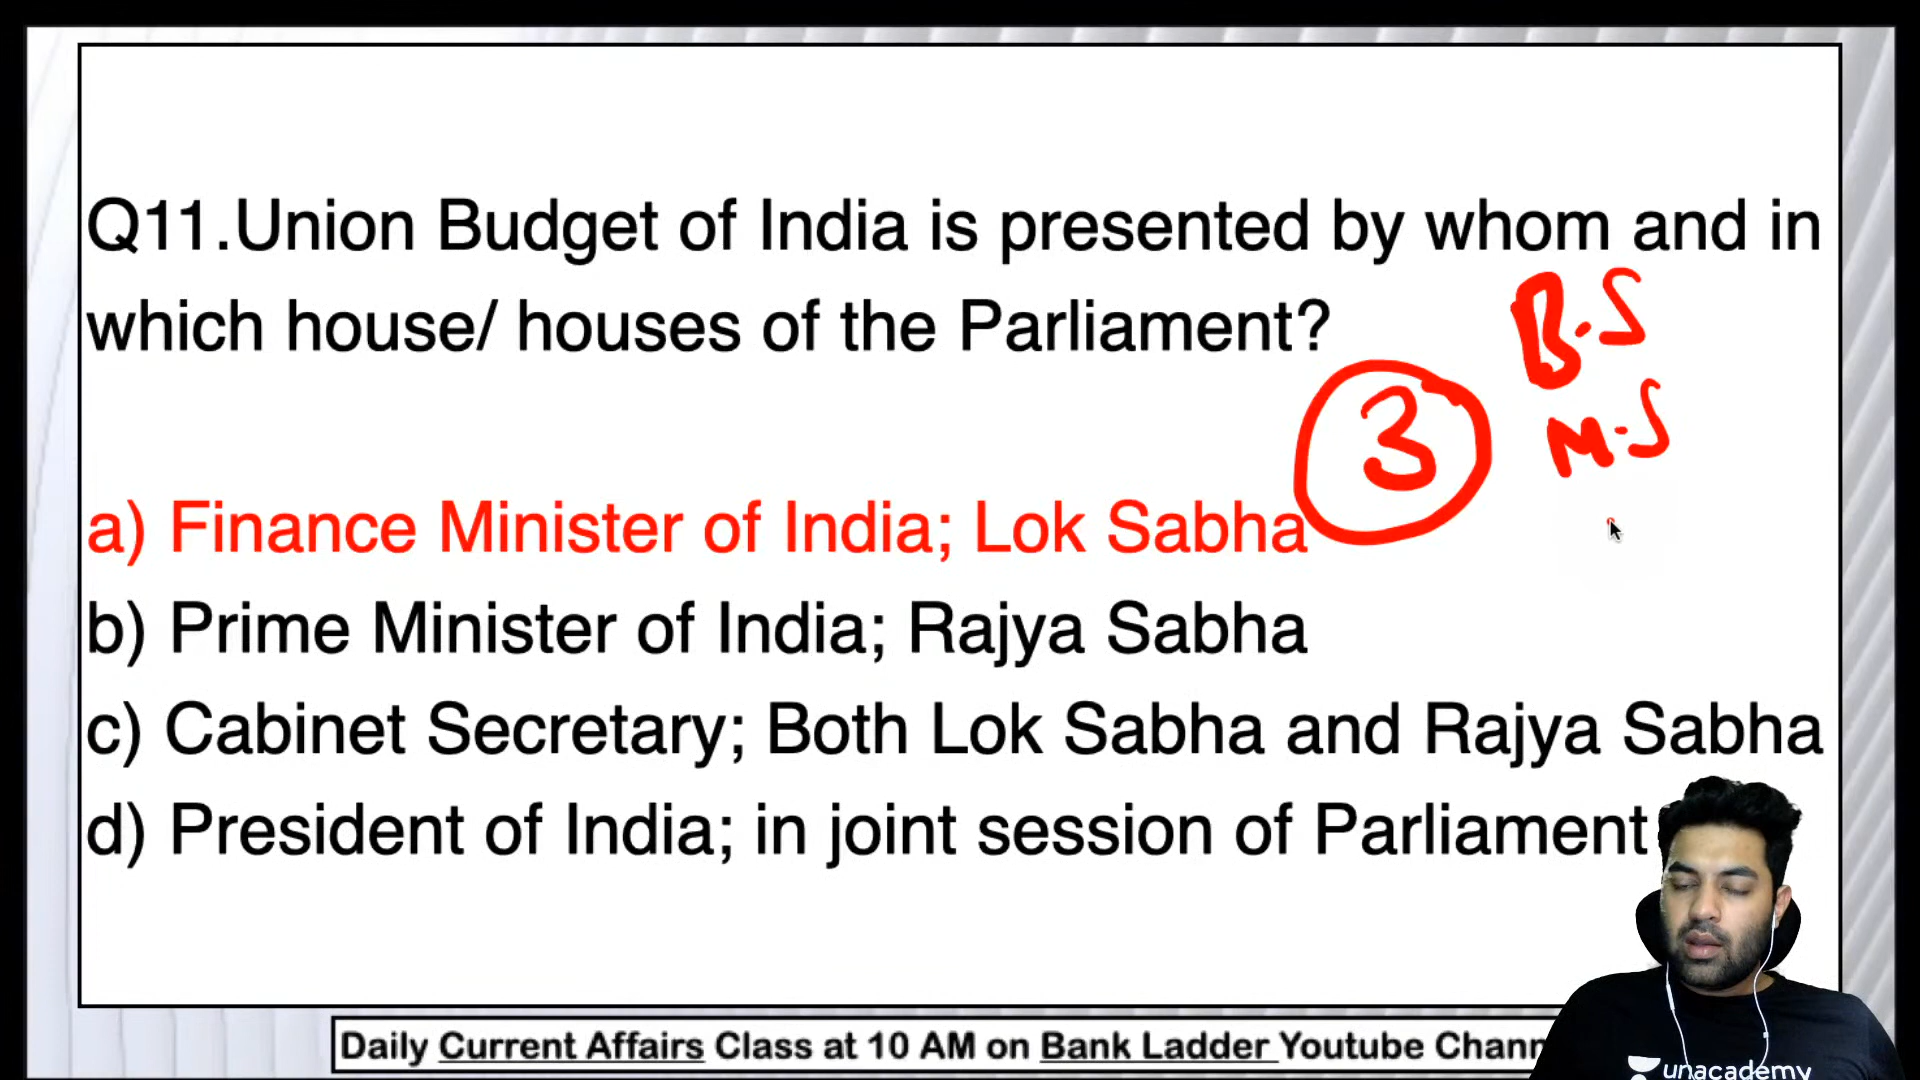 Q11.Union Budget of India is presented by whom and in
which house/ houses of the Parliament?
B.S
3
M.S
a) Finance Minister of India; Lok Sabha
b) Prime Minister of India; Rajya Sabha
c) Cabinet Secretary; Both Lok Sabha and Rajya Sabha
d) President of India; in joint session of Parliament
Daily Current Affairs Class at 10 AM on Bank Ladder Youtube Chann
unacademy